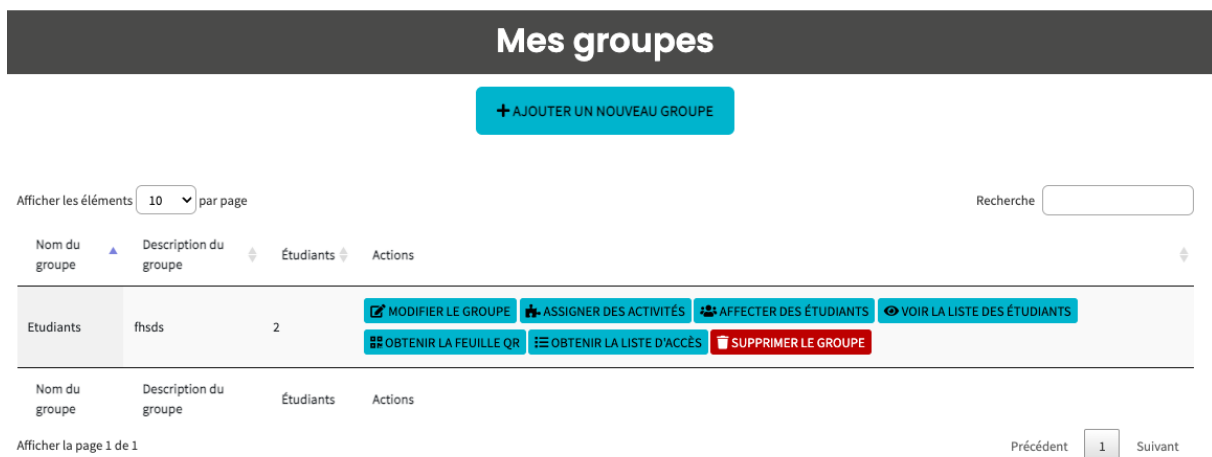 Mes groupes
AJOUTER UN NOUVEAU GROUPE
Afficher les éléments 10 par page
Recherche
Nom du groupe
Description du groupe
Étudiants
Actions
Etudiants
fhsds
2
MODIFIER LE GROUPE
ASSIGNER DES ACTIVITÉS
AFFECTER DES ÉTUDIANTS
VOIR LA LISTE DES ÉTUDIANTS
OBTENIR LA FEUILLE QR
OBTENIR LA LISTE D'ACCÈS
SUPPRIMER LE GROUPE
Nom du groupe
Description du groupe
Étudiants
Actions
Afficher la page 1 de 1
Précédent 1 Suivant